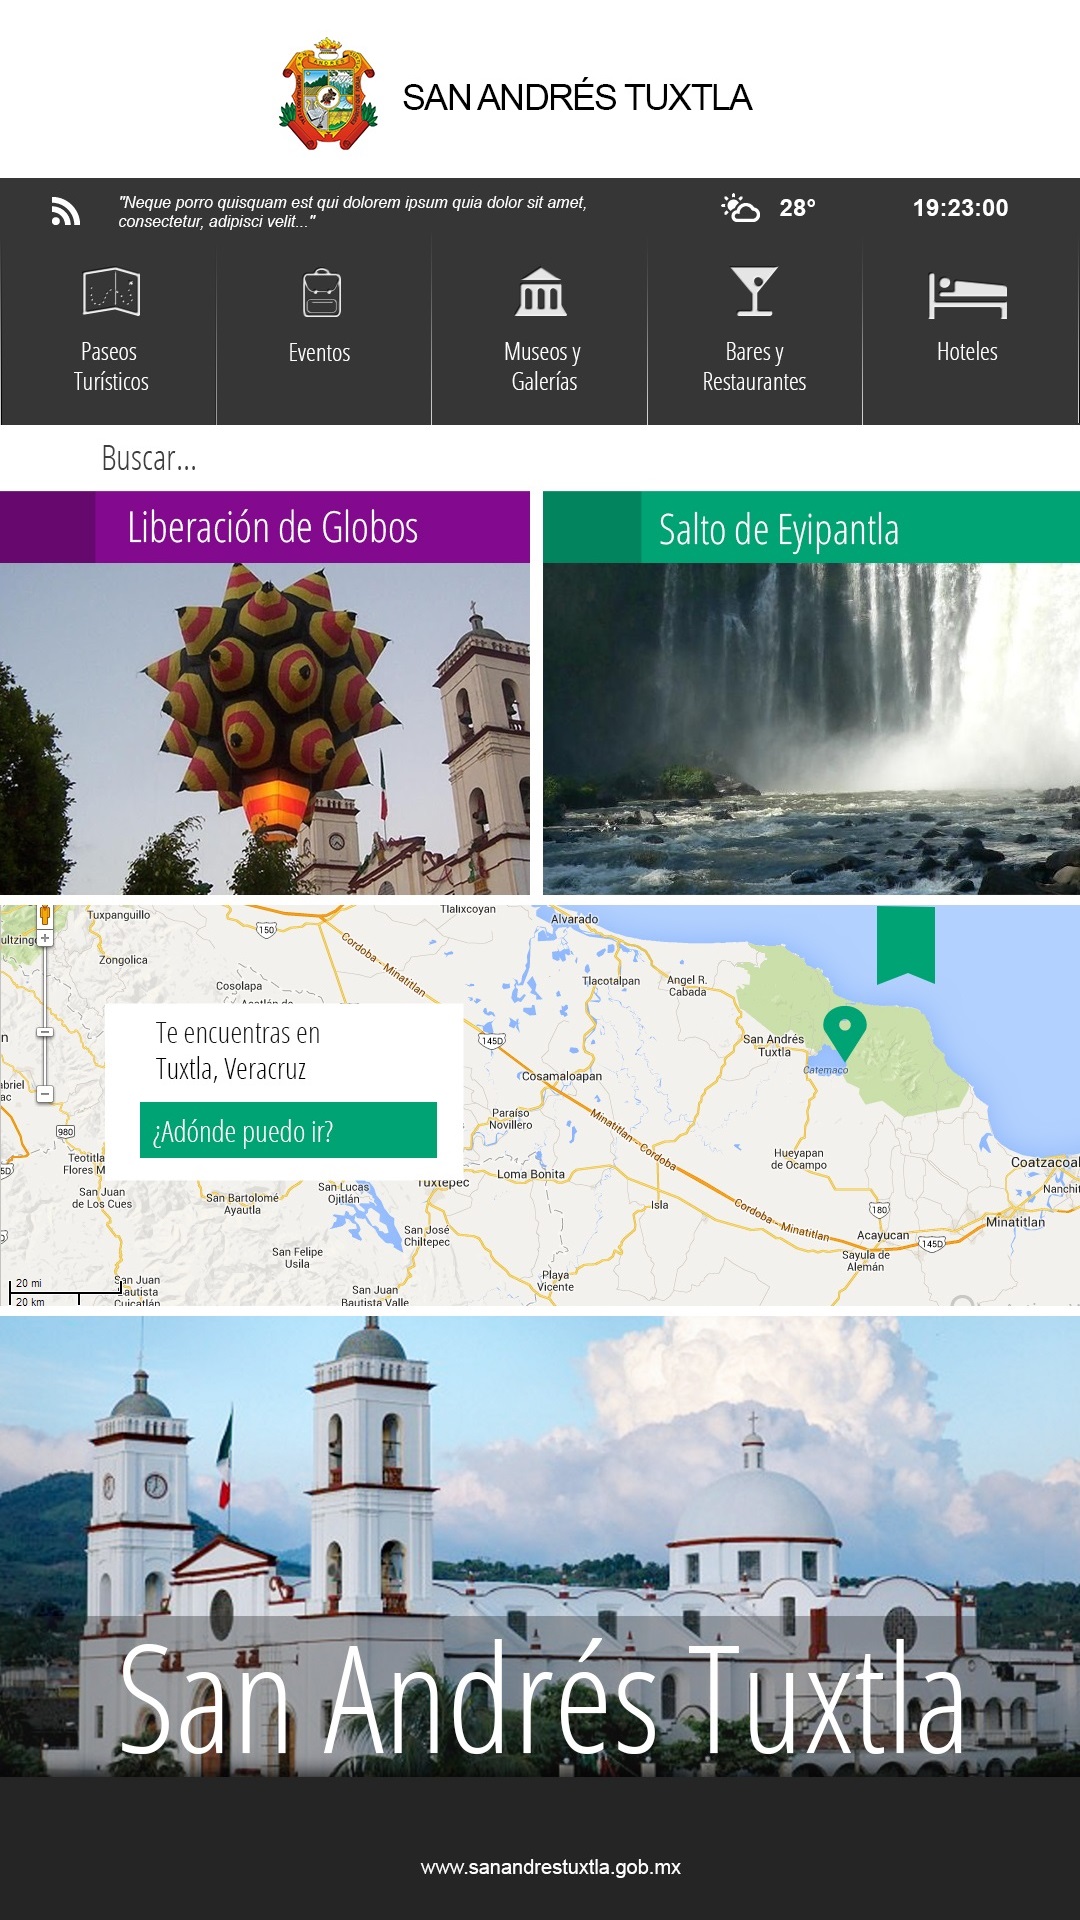 SAN ANDRÉS TUXTLA
"Neque porro quisquam est qui dolorem ipsum quia dolor sit amet,
consectetur, adipisci velit..."
28°
19:23:00
Paseos
Turísticos
Eventos
Museos y
Galerías
Bares y
Restaurantes
Hoteles
Buscar...
Liberación de Globos
Salto de Eyipantla
Tuxpanguillo
Tlalixcoyan
Alvarado
150
Cordoba - Minatitlan
Zongolica
Cosolapa
Tlacotalpan
Angel R.
Cabada
Te encuentras en
Tuxtla, Veracruz
¿Adónde puedo ir?
145D
San Andrés
Tuxtla
Catemaco
Cosamaloapan
Paraíso
Novillero
Minatitlan - Cordoba
980
Hueyapan
de Ocampo
Loma Bonita
Tuxtepec
San Juan
de Los Cues
San Bartolomé
Ayautla
San Lucas
Ojitlán
Isla
Cordoba - Minatitlan
180
Minatitlan
San José
Chiltepec
Acayucan
145D
San Felipe
Usila
Sayula de
Alemán
Playa
Vicente
20 mi
20 km
San Juan
Bautista
Cuicatlán
San Juan
Bautista Valle
San Andrés Tuxtla
www.sanandrestuxtla.gob.mx